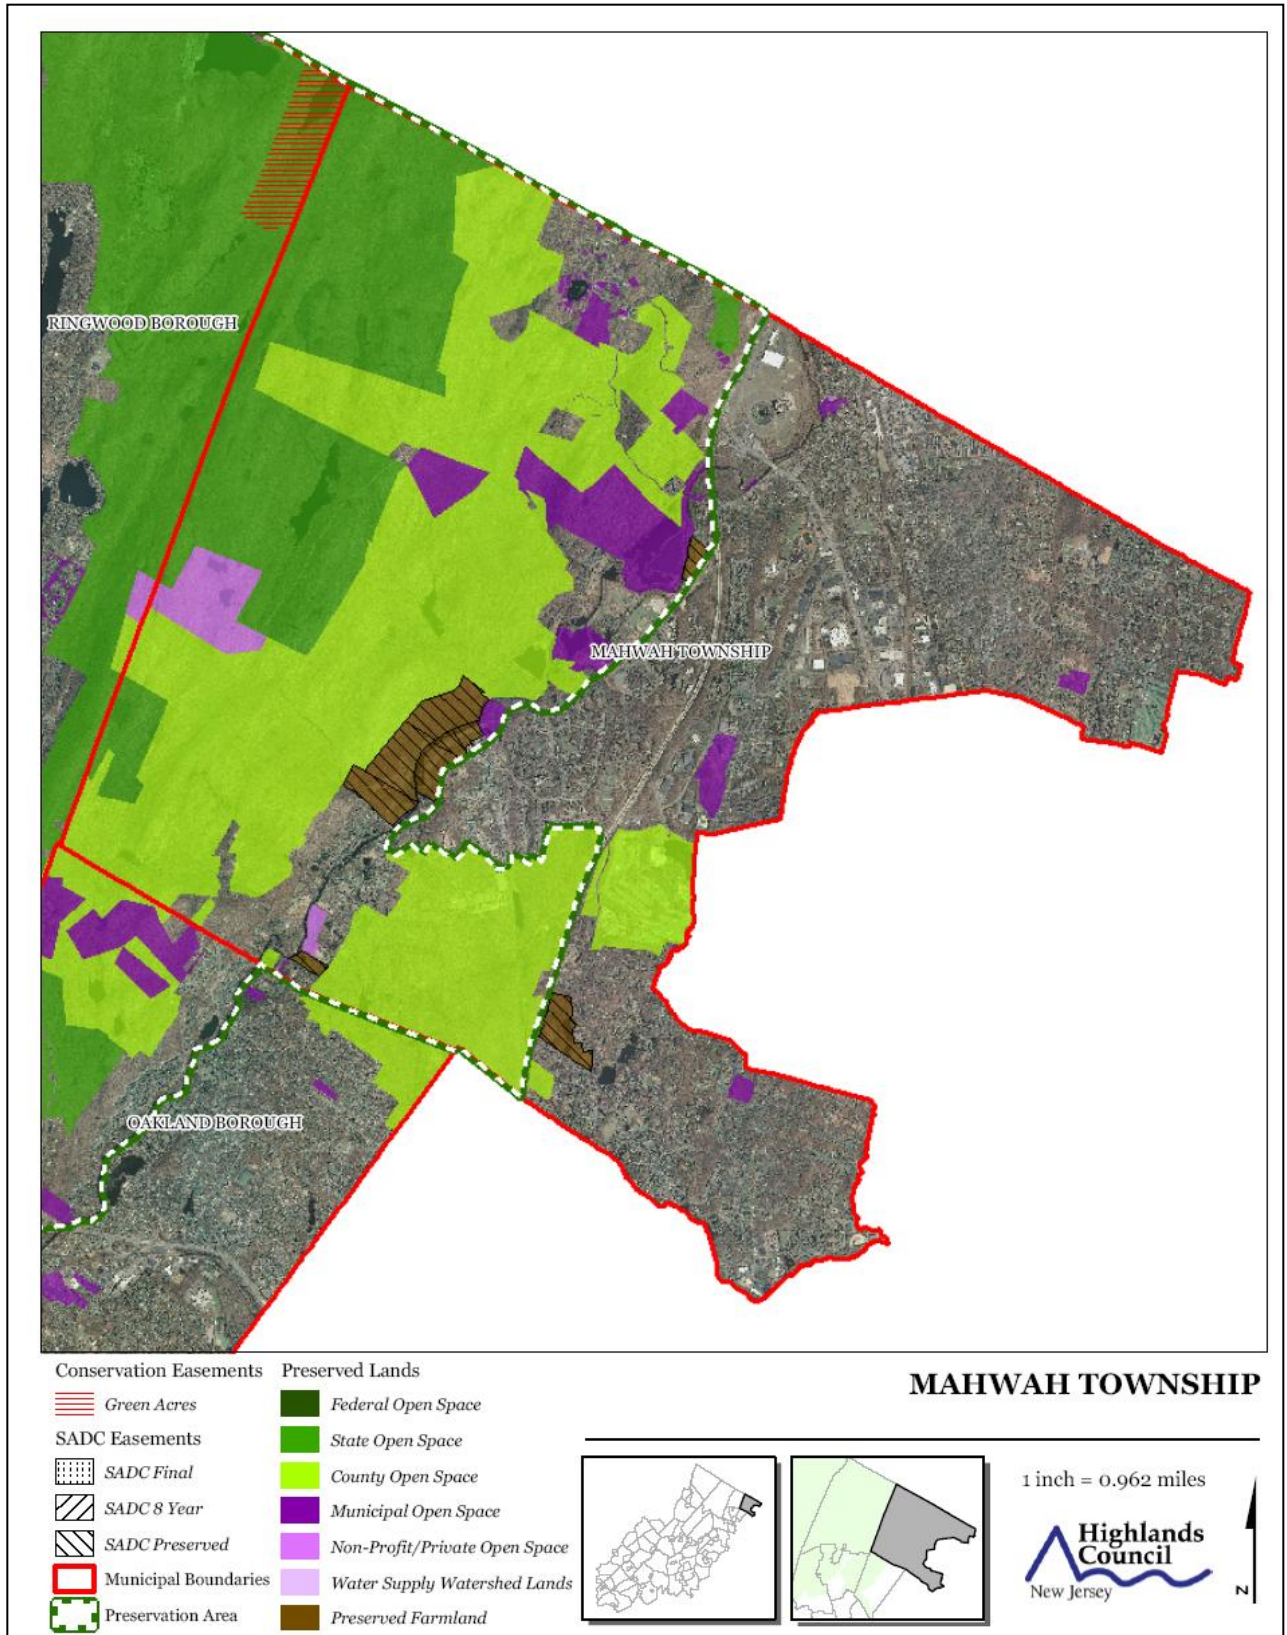 RINGWOOD BOROUGH
MAHWAH TOWNSHIP
OAKLAND BOROUGH
Conservation Easements
Green Acres
SADC Easements
SADC Final
SADC 8 Year
SADC Preserved
Municipal Boundaries
Preservation Area
Preserved Lands
Federal Open Space
State Open Space
County Open Space
Municipal Open Space
Non-Profit/Private Open Space
Water Supply Watershed Lands
Preserved Farmland
MAHWAH TOWNSHIP
1 inch = 0.962 miles
Highlands
Council
New Jersey
N